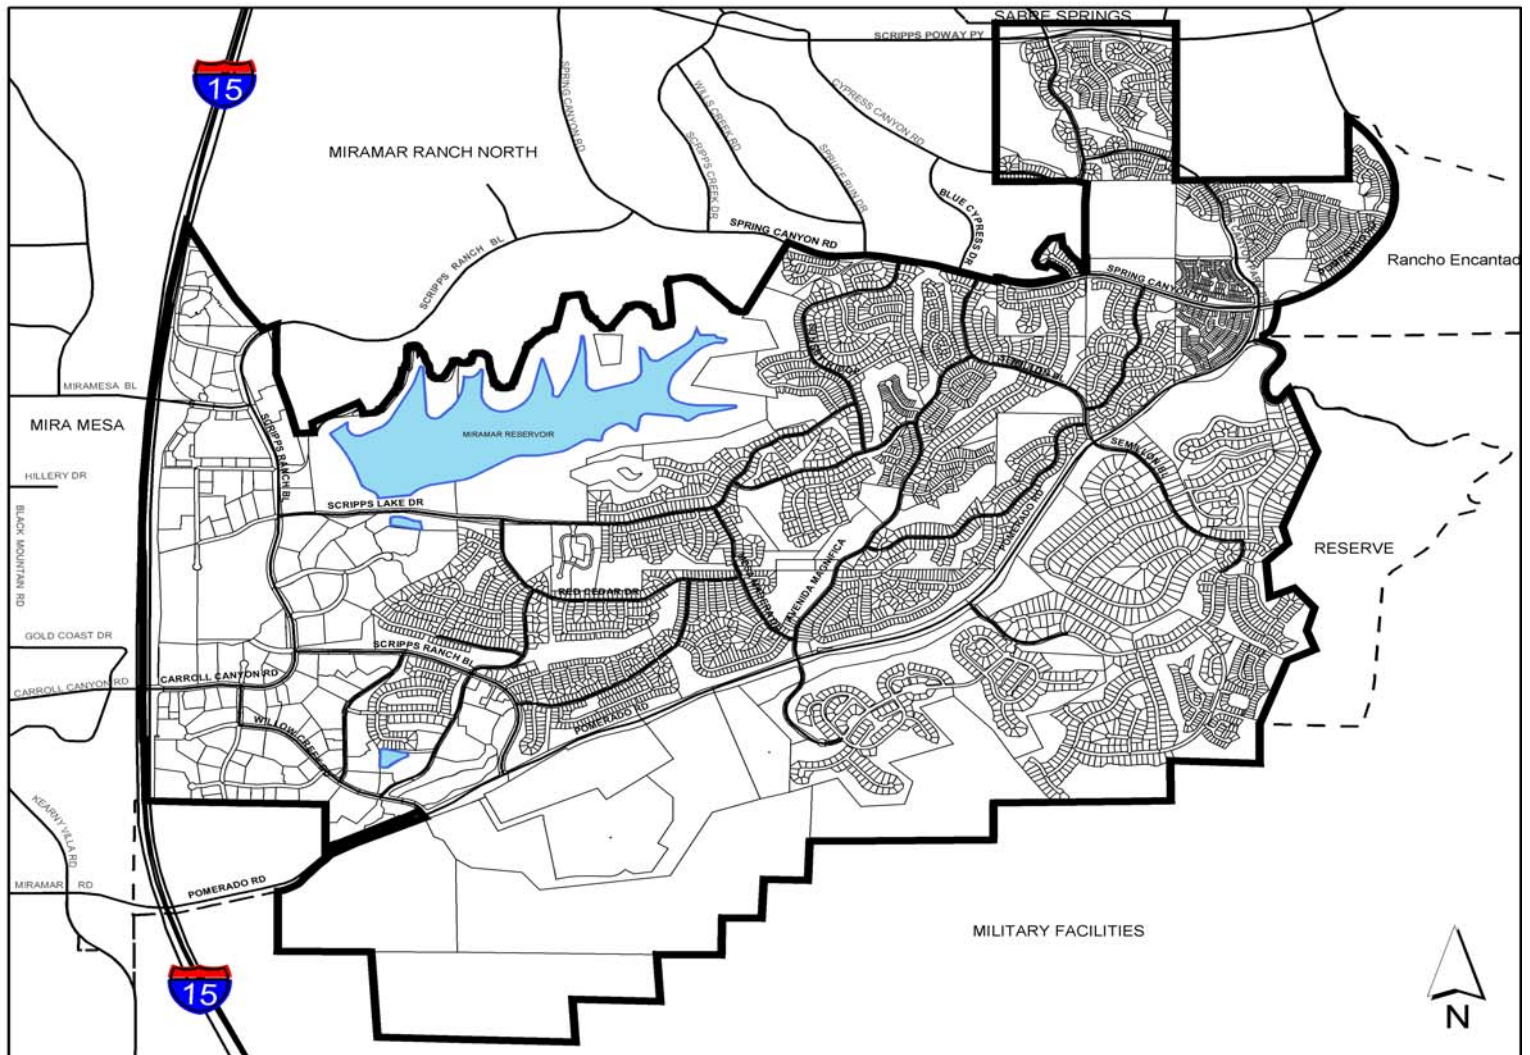 SABRE SPRINGS
SCRIPPS POWAY PY
15
MIRAMAR RANCH NORTH
SPRING CANYON RD
WILLS CREEK RD
SCRIPPS CREEK DR
CYPRESS CANYON RD
SPRUCE RUN DR
BLUE CYPRESS DR
SPRING CANYON RD
SCRIPPS RANCH BL
SPRING CANYON RD
POMERADO RD
Rancho Encantad
MIRAMESA BL
MIRA MESA
HILLERY DR
BLACK MOUNTAIN RD
GOLD COAST DR
CARROLL CANYON RD
SCRIPPS RANCH BL
MIRAMAR RESERVOIR
SCRIPPS LAKE DR
SEMILLON BL
SEMILLON BL
POMERADO RD
RESERVE
AVENIDA MAGNIFICA
RED CEDAR DR
SCRIPPS RANCH BL
CARROLL CANYON RD
WILLOW CREEK RD
POMERADO RD
KEARNY VILLA RD
MIRAMAR RD
POMERADO RD
MILITARY FACILITIES
15
N